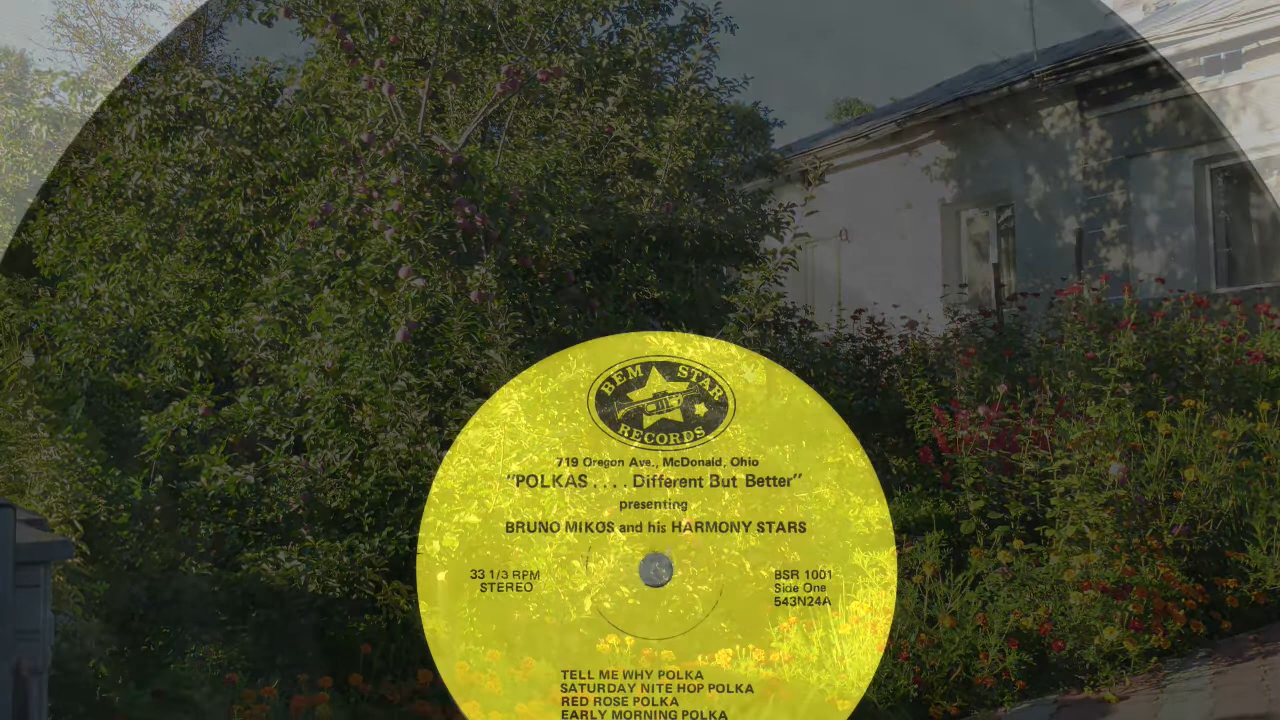 BEM STAR
RECORDS
719 Oregon Ave., McDonald, Ohio
"POLKAS . . . . Different But Better"
presenting
BRUNO MIKOS and his HARMONY STARS
33 1/3 RPM
STEREO
BSR 1001
Side One
543N24A
TELL ME WHY POLKA
SATURDAY NITE HOP POLKA
RED ROSE POLKA
EARLY MORNING POLKA